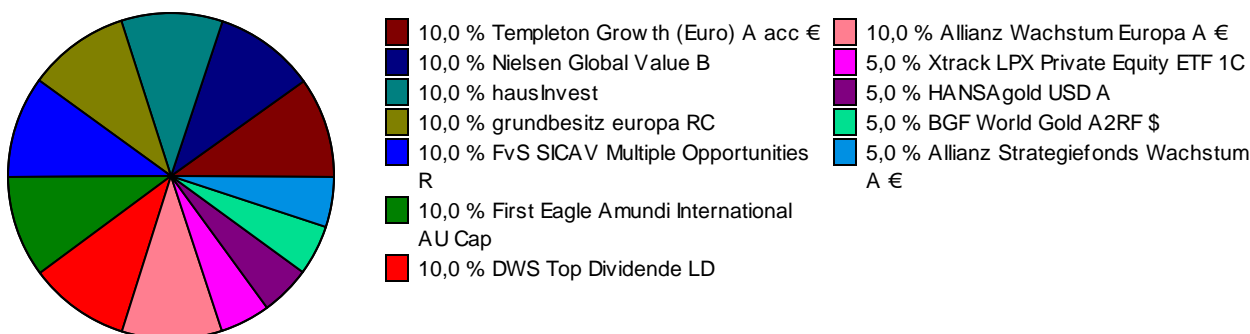 10,0 % Templeton Growth (Euro) A acc €
10,0 % Nielsen Global Value B
10,0 % hausInvest
10,0 % grundbesitz europa RC
10,0 % FvS SICAV Multiple Opportunities
R
10,0 % First Eagle Amundi International
AU Cap
10,0 % DWS Top Dividende LD
10,0 % Allianz Wachstum Europa A €
5,0 % Xtrack LPX Private Equity ETF 1C
5,0 % HANSAgold USD A
5,0 % BGF World Gold A2RF $
5,0 % Allianz Strategiefonds Wachstum
A €